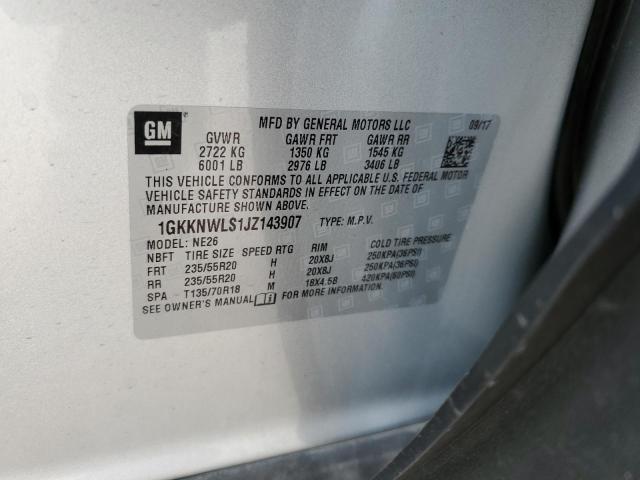 GM
MFD BY GENERAL MOTORS LLC 09/17
GVWR GAWR FRT GAWR RR
2722 KG 1350 KG 1545 KG
6001 LB 2976 LB 3406 LB
THIS VEHICLE CONFORMS TO ALL APPLICABLE U.S. FEDERAL MOTOR
VEHICLE SAFETY STANDARDS IN EFFECT ON THE DATE OF
MANUFACTURE SHOWN ABOVE.
1GKKNWLS1JZ143907 TYPE: M.P.V.
MODEL: NE26
NBFT TIRE SIZE SPEED RTG RIM COLD TIRE PRESSURE
FRT 235/55R20 H 20X8J 250KPA(36PSI)
RR 235/55R20 H 20X8J 250KPA(36PSI)
SPA T135/70R18 M 18X4.5B 420KPA(60PSI)
SEE OWNER'S MANUAL FOR MORE INFORMATION.